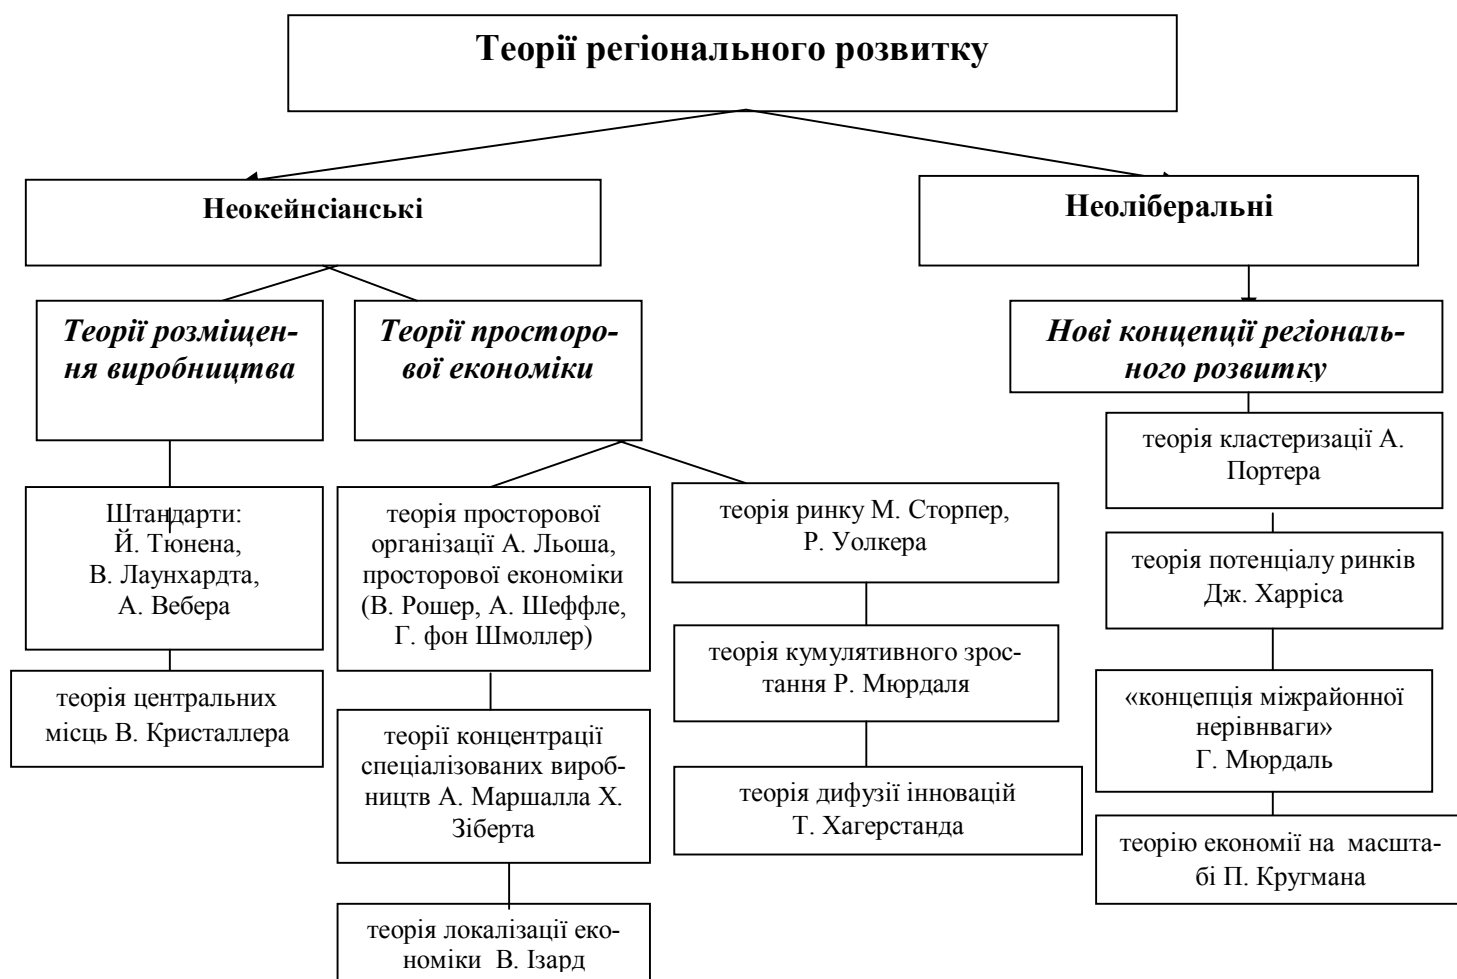 Теорії регіонального розвитку
Неокейнсіанські
Неоліберальні
Теорії розміщен-
ня виробництва
Теорії просторо-
вої економіки
Нові концепції регіональ-
ного розвитку
Штандарти:
Й. Тюнена,
В. Лаунхардта,
А. Вебера
теорія центральних
місць В. Кристаллера
теорія просторової
організації А. Льоша,
просторової економіки
(В. Рошер, А. Шеффле,
Г. фон Шмоллер)
теорії концентрації
спеціалізованих вироб-
ництв А. Маршалла Х.
Зіберта
теорія локалізації еко-
номіки В. Ізард
теорія ринку М. Сторпер,
Р. Уолкера
теорія кумулятивного зрос-
тання Р. Мюрдаля
теорія дифузії інновацій
Т. Хагерстанда
теорія кластеризації А.
Портера
теорія потенціалу ринків
Дж. Харріса
«концепція міжрайонної
нерівнваги»
Г. Мюрдаль
теорію економії на масшта-
бі П. Кругмана